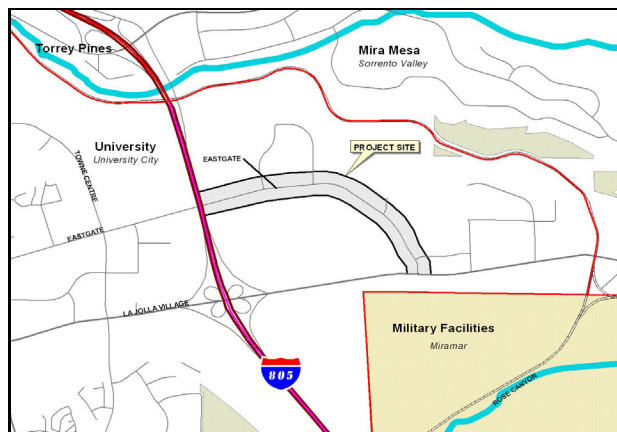 Torrey Pines
Mira Mesa
Sorrento Valley
University
University City
PROJECT SITE
EASTGATE
TOWNE CENTRE
EASTGATE
LA JOLLA VILLAGE
Military Facilities
Miramar
805
ROSE CANYON